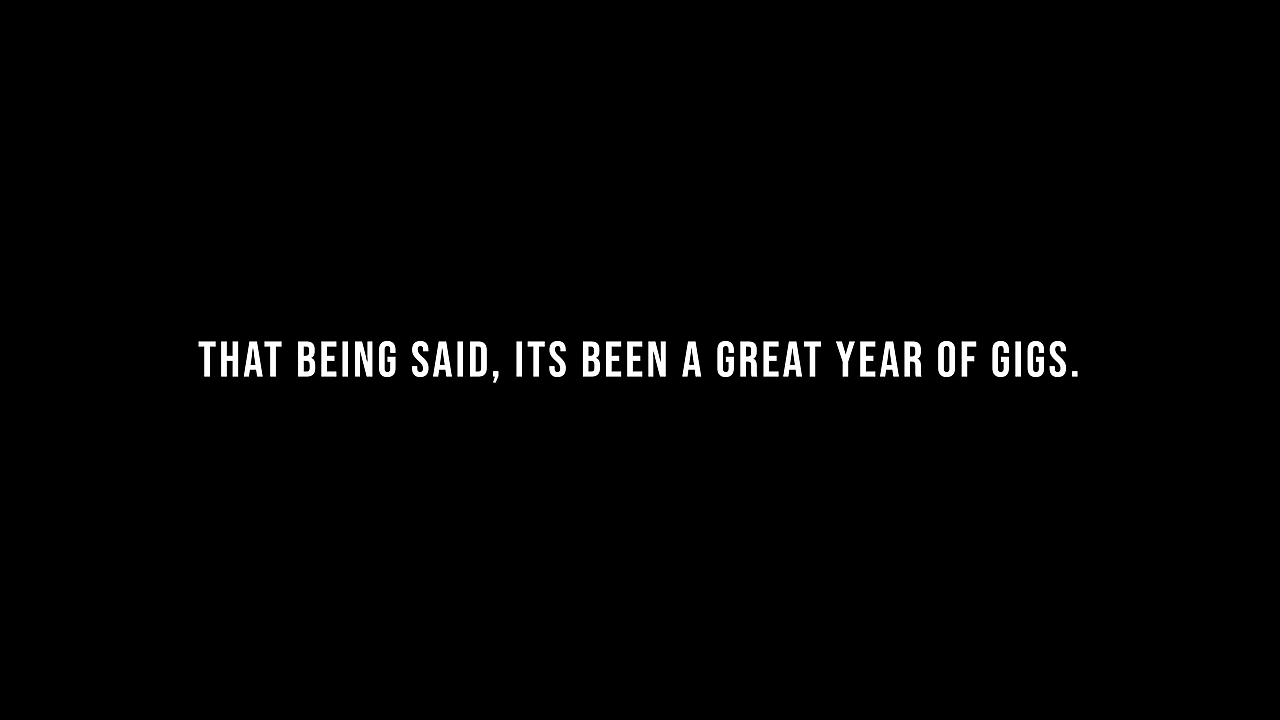 THAT BEING SAID, ITS BEEN A GREAT YEAR OF GIGS.